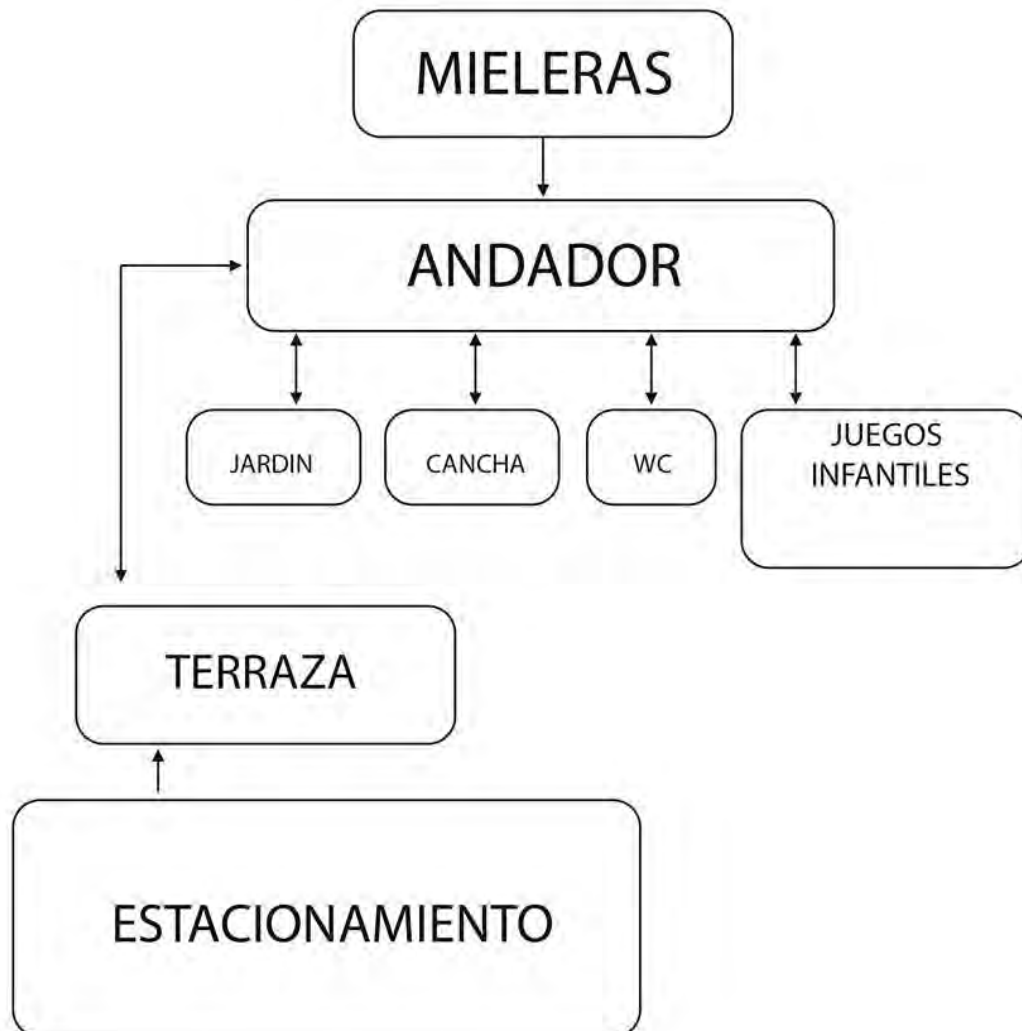 MIELERAS
ANDADOR
JARDIN
CANCHA
WC
JUEGOS
INFANTILES
TERRAZA
ESTACIONAMIENTO